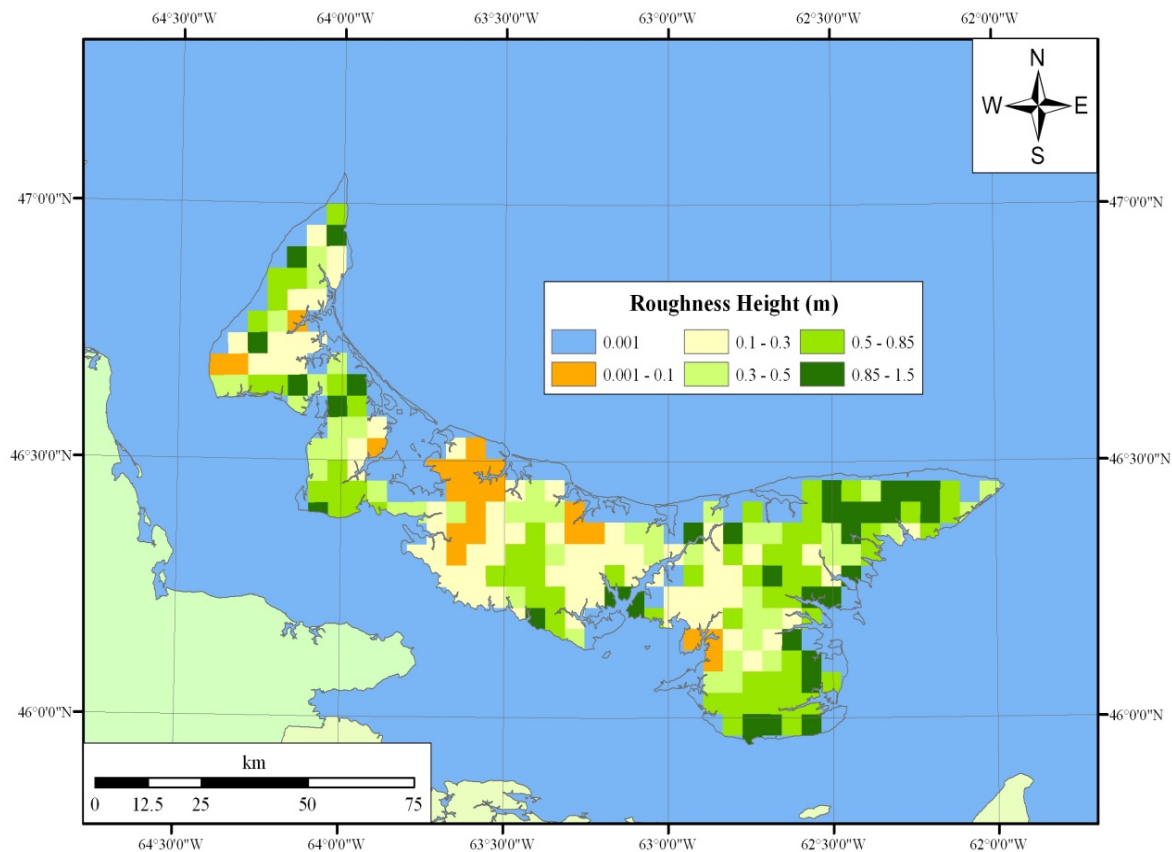 64°30'0"W 64°0'0"W 63°30'0"W 63°0'0"W 62°30'0"W 62°0'0"W
N
W E
S
47°0'0"N 47°0'0"N
Roughness Height (m)
0.001 0.1 - 0.3 0.5 - 0.85
0.001 - 0.1 0.3 - 0.5 0.85 - 1.5
46°30'0"N 46°30'0"N
46°0'0"N 46°0'0"N
km
0 12.5 25 50 75
64°30'0"W 64°0'0"W 63°30'0"W 63°0'0"W 62°30'0"W 62°0'0"W